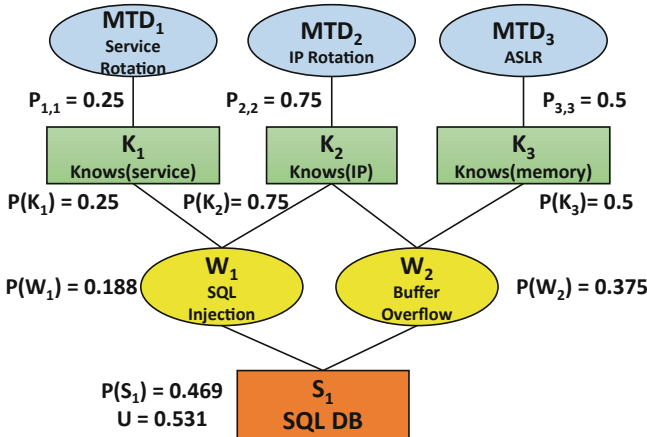 MTD₁ MTD₂ MTD₃
Service IP Rotation ASLR
Rotation
P₁,₁ = 0.25 P₂,₂ = 0.75 P₃,₃ = 0.5
K₁ K₂ K₃
Knows(service) Knows(IP) Knows(memory)
P(K₁) = 0.25 P(K₂)= 0.75 P(K₃)= 0.5
W₁ W₂
P(W₁) = 0.188 SQL Buffer P(W₂) = 0.375
Injection Overflow
P(S₁) = 0.469 S₁
U = 0.531 SQL DB